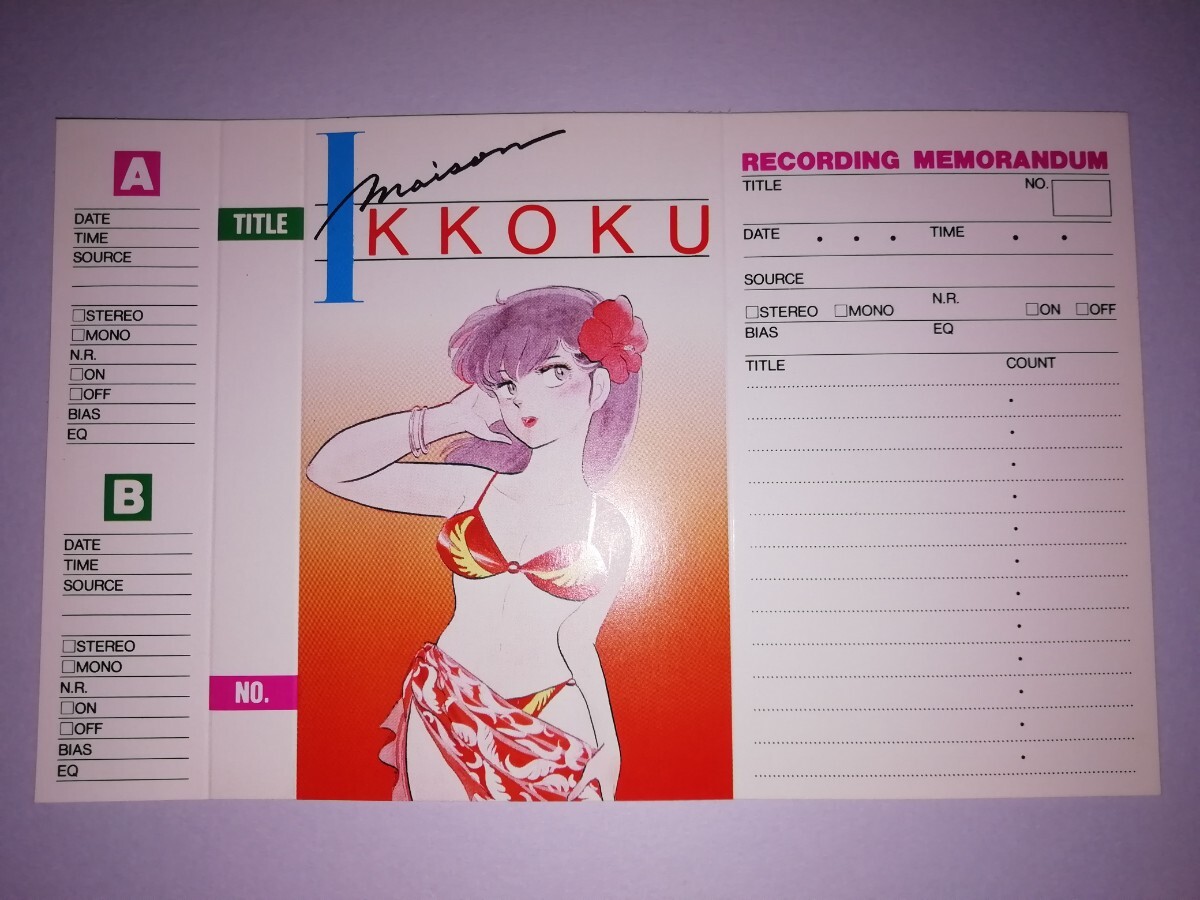 A
DATE
TIME
SOURCE
□STEREO
□MONO
N.R.
□ON
□OFF
BIAS
EQ
B
DATE
TIME
SOURCE
□STEREO
□MONO
N.R.
□ON
□OFF
BIAS
EQ
TITLE
NO.
maison
IKKOKU
RECORDING MEMORANDUM
TITLE NO.
DATE . . . TIME . .
SOURCE
□STEREO □MONO N.R. □ON □OFF
BIAS EQ
TITLE COUNT